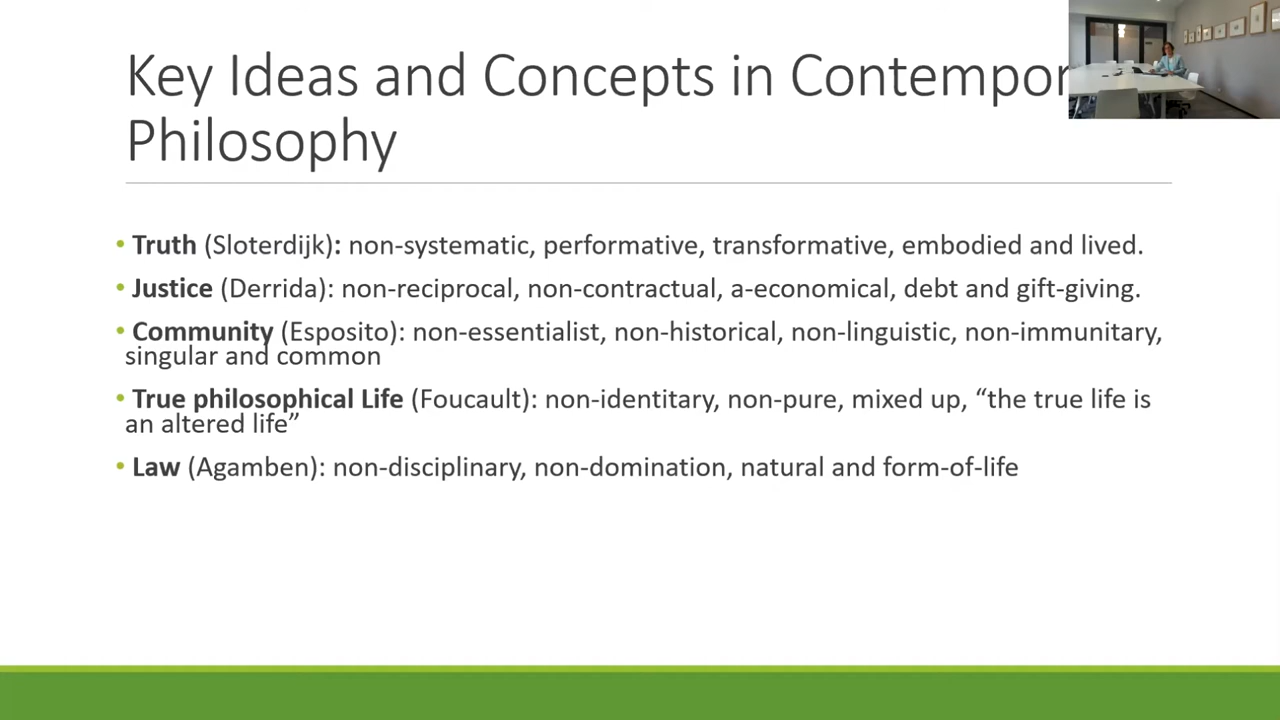 Key Ideas and Concepts in Contempor
Philosophy
• Truth (Sloterdijk): non-systematic, performative, transformative, embodied and lived.
• Justice (Derrida): non-reciprocal, non-contractual, a-economical, debt and gift-giving.
• Community (Esposito): non-essentialist, non-historical, non-linguistic, non-immunitary,
singular and common
• True philosophical Life (Foucault): non-identitary, non-pure, mixed up, “the true life is
an altered life”
• Law (Agamben): non-disciplinary, non-domination, natural and form-of-life